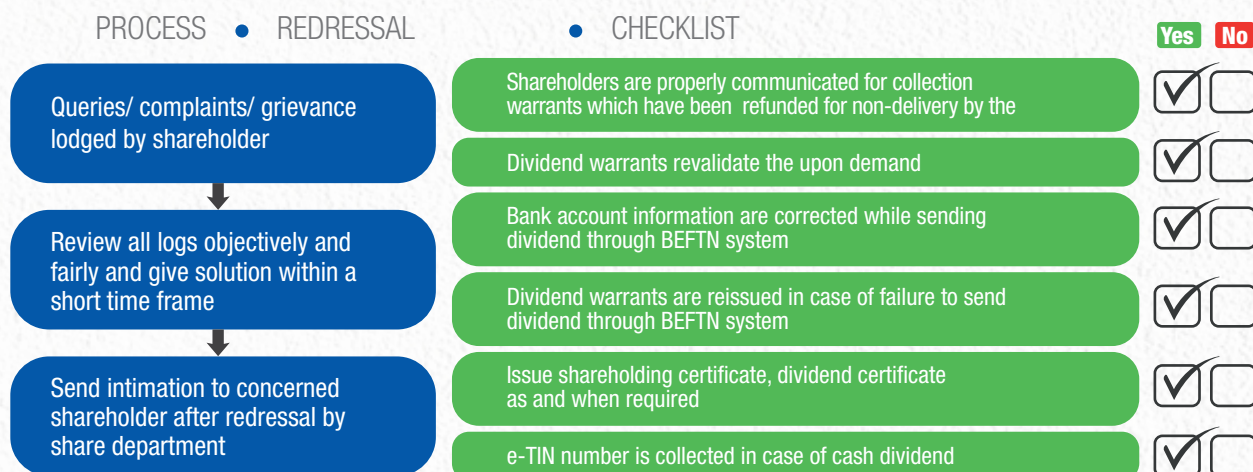 PROCESS • REDRESSAL • CHECKLIST
Yes No
Queries/ complaints/ grievance
lodged by shareholder
Review all logs objectively and
fairly and give solution within a
short time frame
Send intimation to concerned
shareholder after redressal by
share department
Shareholders are properly communicated for collection
warrants which have been refunded for non-delivery by the
Dividend warrants revalidate the upon demand
Bank account information are corrected while sending
dividend through BEFTN system
Dividend warrants are reissued in case of failure to send
dividend through BEFTN system
Issue shareholding certificate, dividend certificate
as and when required
e-TIN number is collected in case of cash dividend